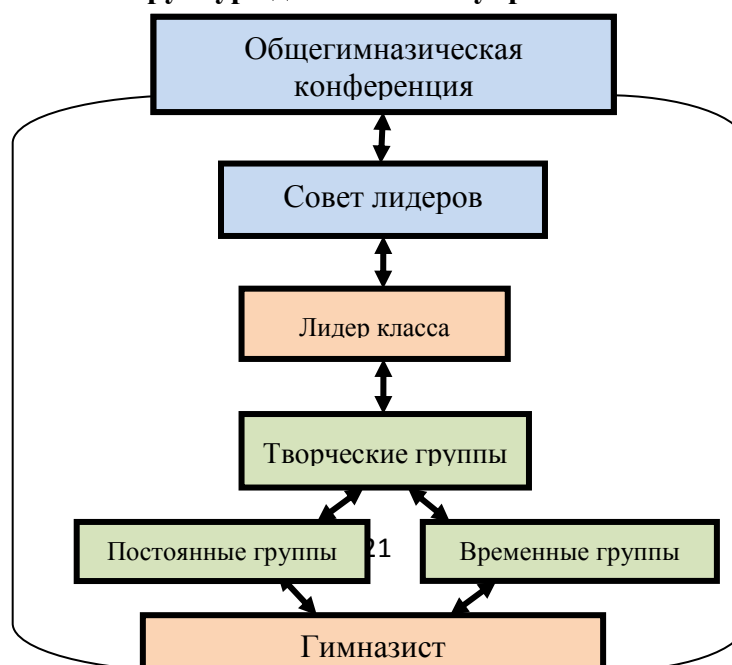 Общегимназическая
конференция
Совет лидеров
Лидер класса
Творческие группы
Постоянные группы
21
Временные группы
Гимназист